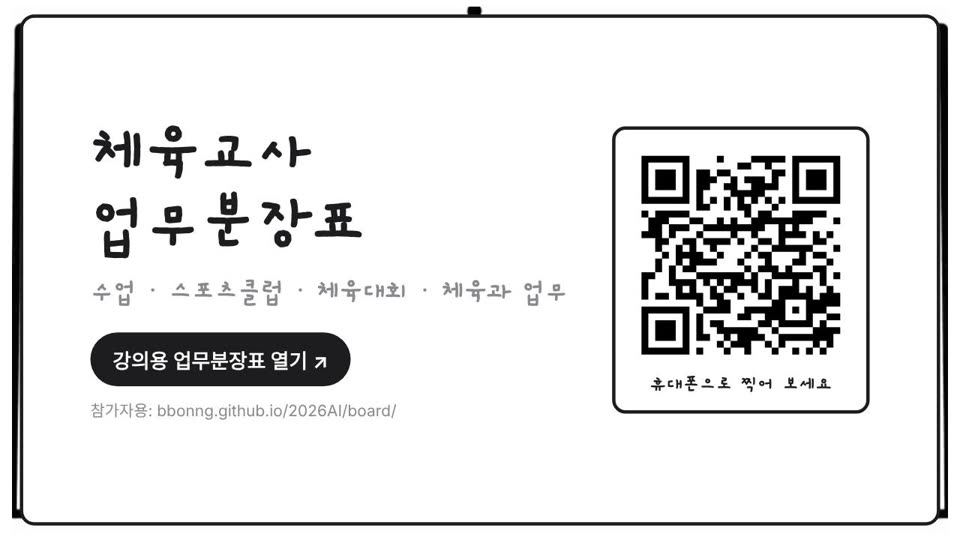 체육교사
업무분장표
수업 · 스포츠클럽 · 체육대회 · 체육과 업무
강의용 업무분장표 열기 ↗
참가자용: bbonng.github.io/2026AI/board/
휴대폰으로 찍어 보세요